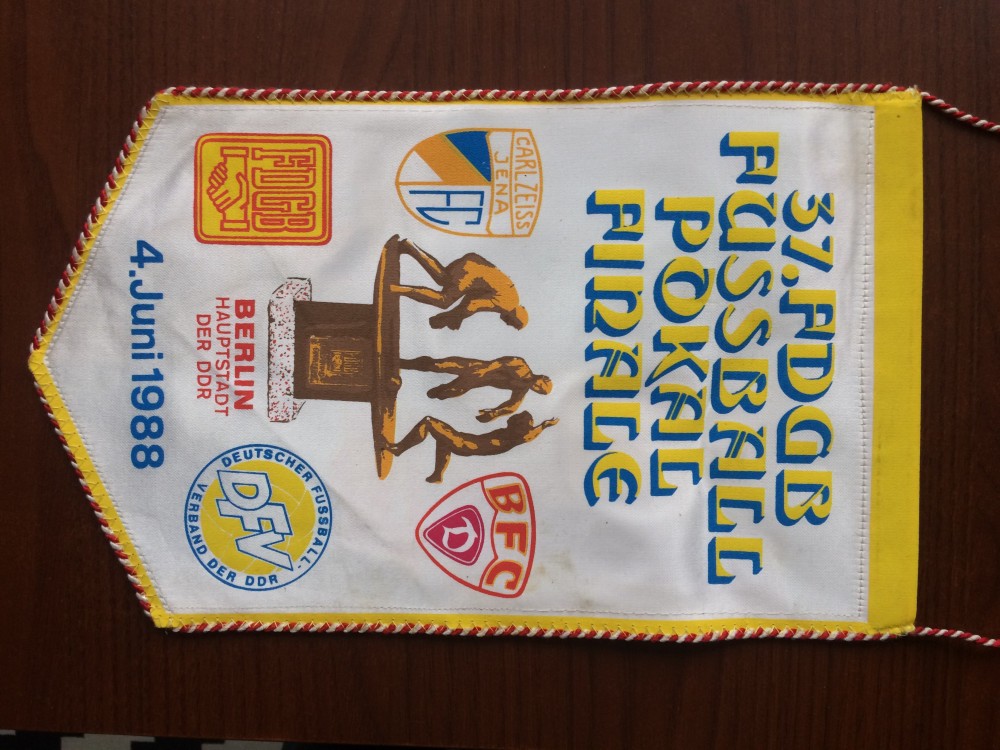 37. FDGB
FUSSBALL
POKAL
FINALE
CARL·ZEISS
JENA
FC
BFC
D
FDGB
BERLIN
HAUPTSTADT
DER DDR
DEUTSCHER FUSSBALL-
DFV
VERBAND DER DDR
4. Juni 1988